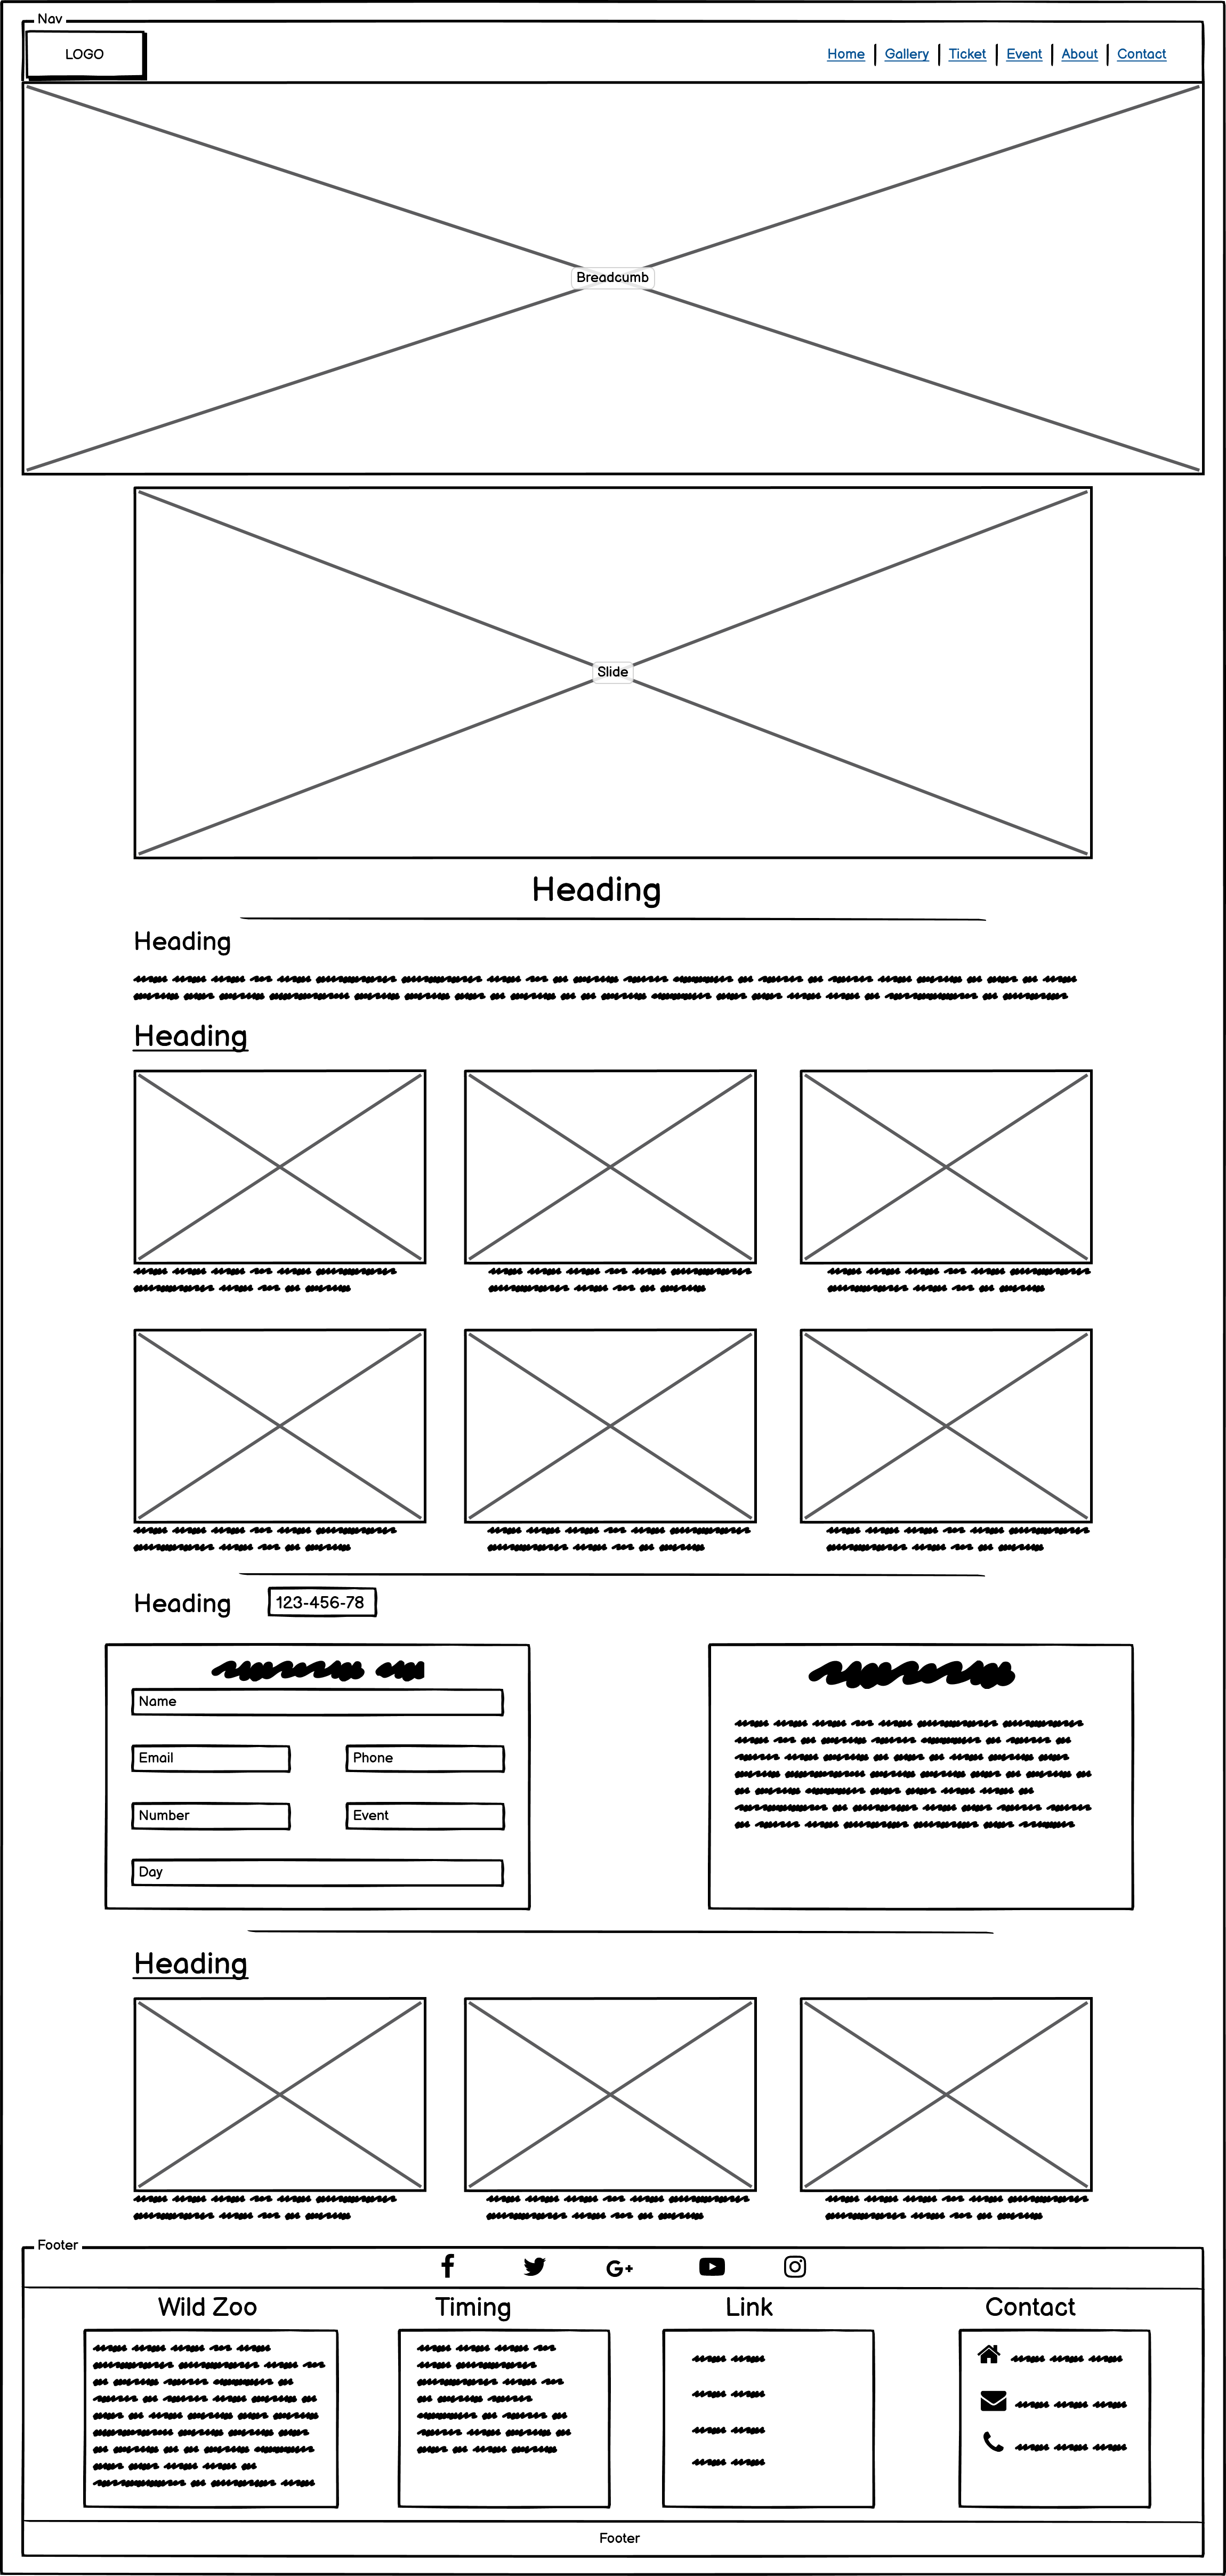 Nav
LOGO
Home Gallery Ticket Event About Contact
Breadcumb
Slide
Heading
Heading
Heading
Heading 123-456-78
Name
Email Phone
Number Event
Day
Heading
Footer
Wild Zoo Timing Link Contact
Footer